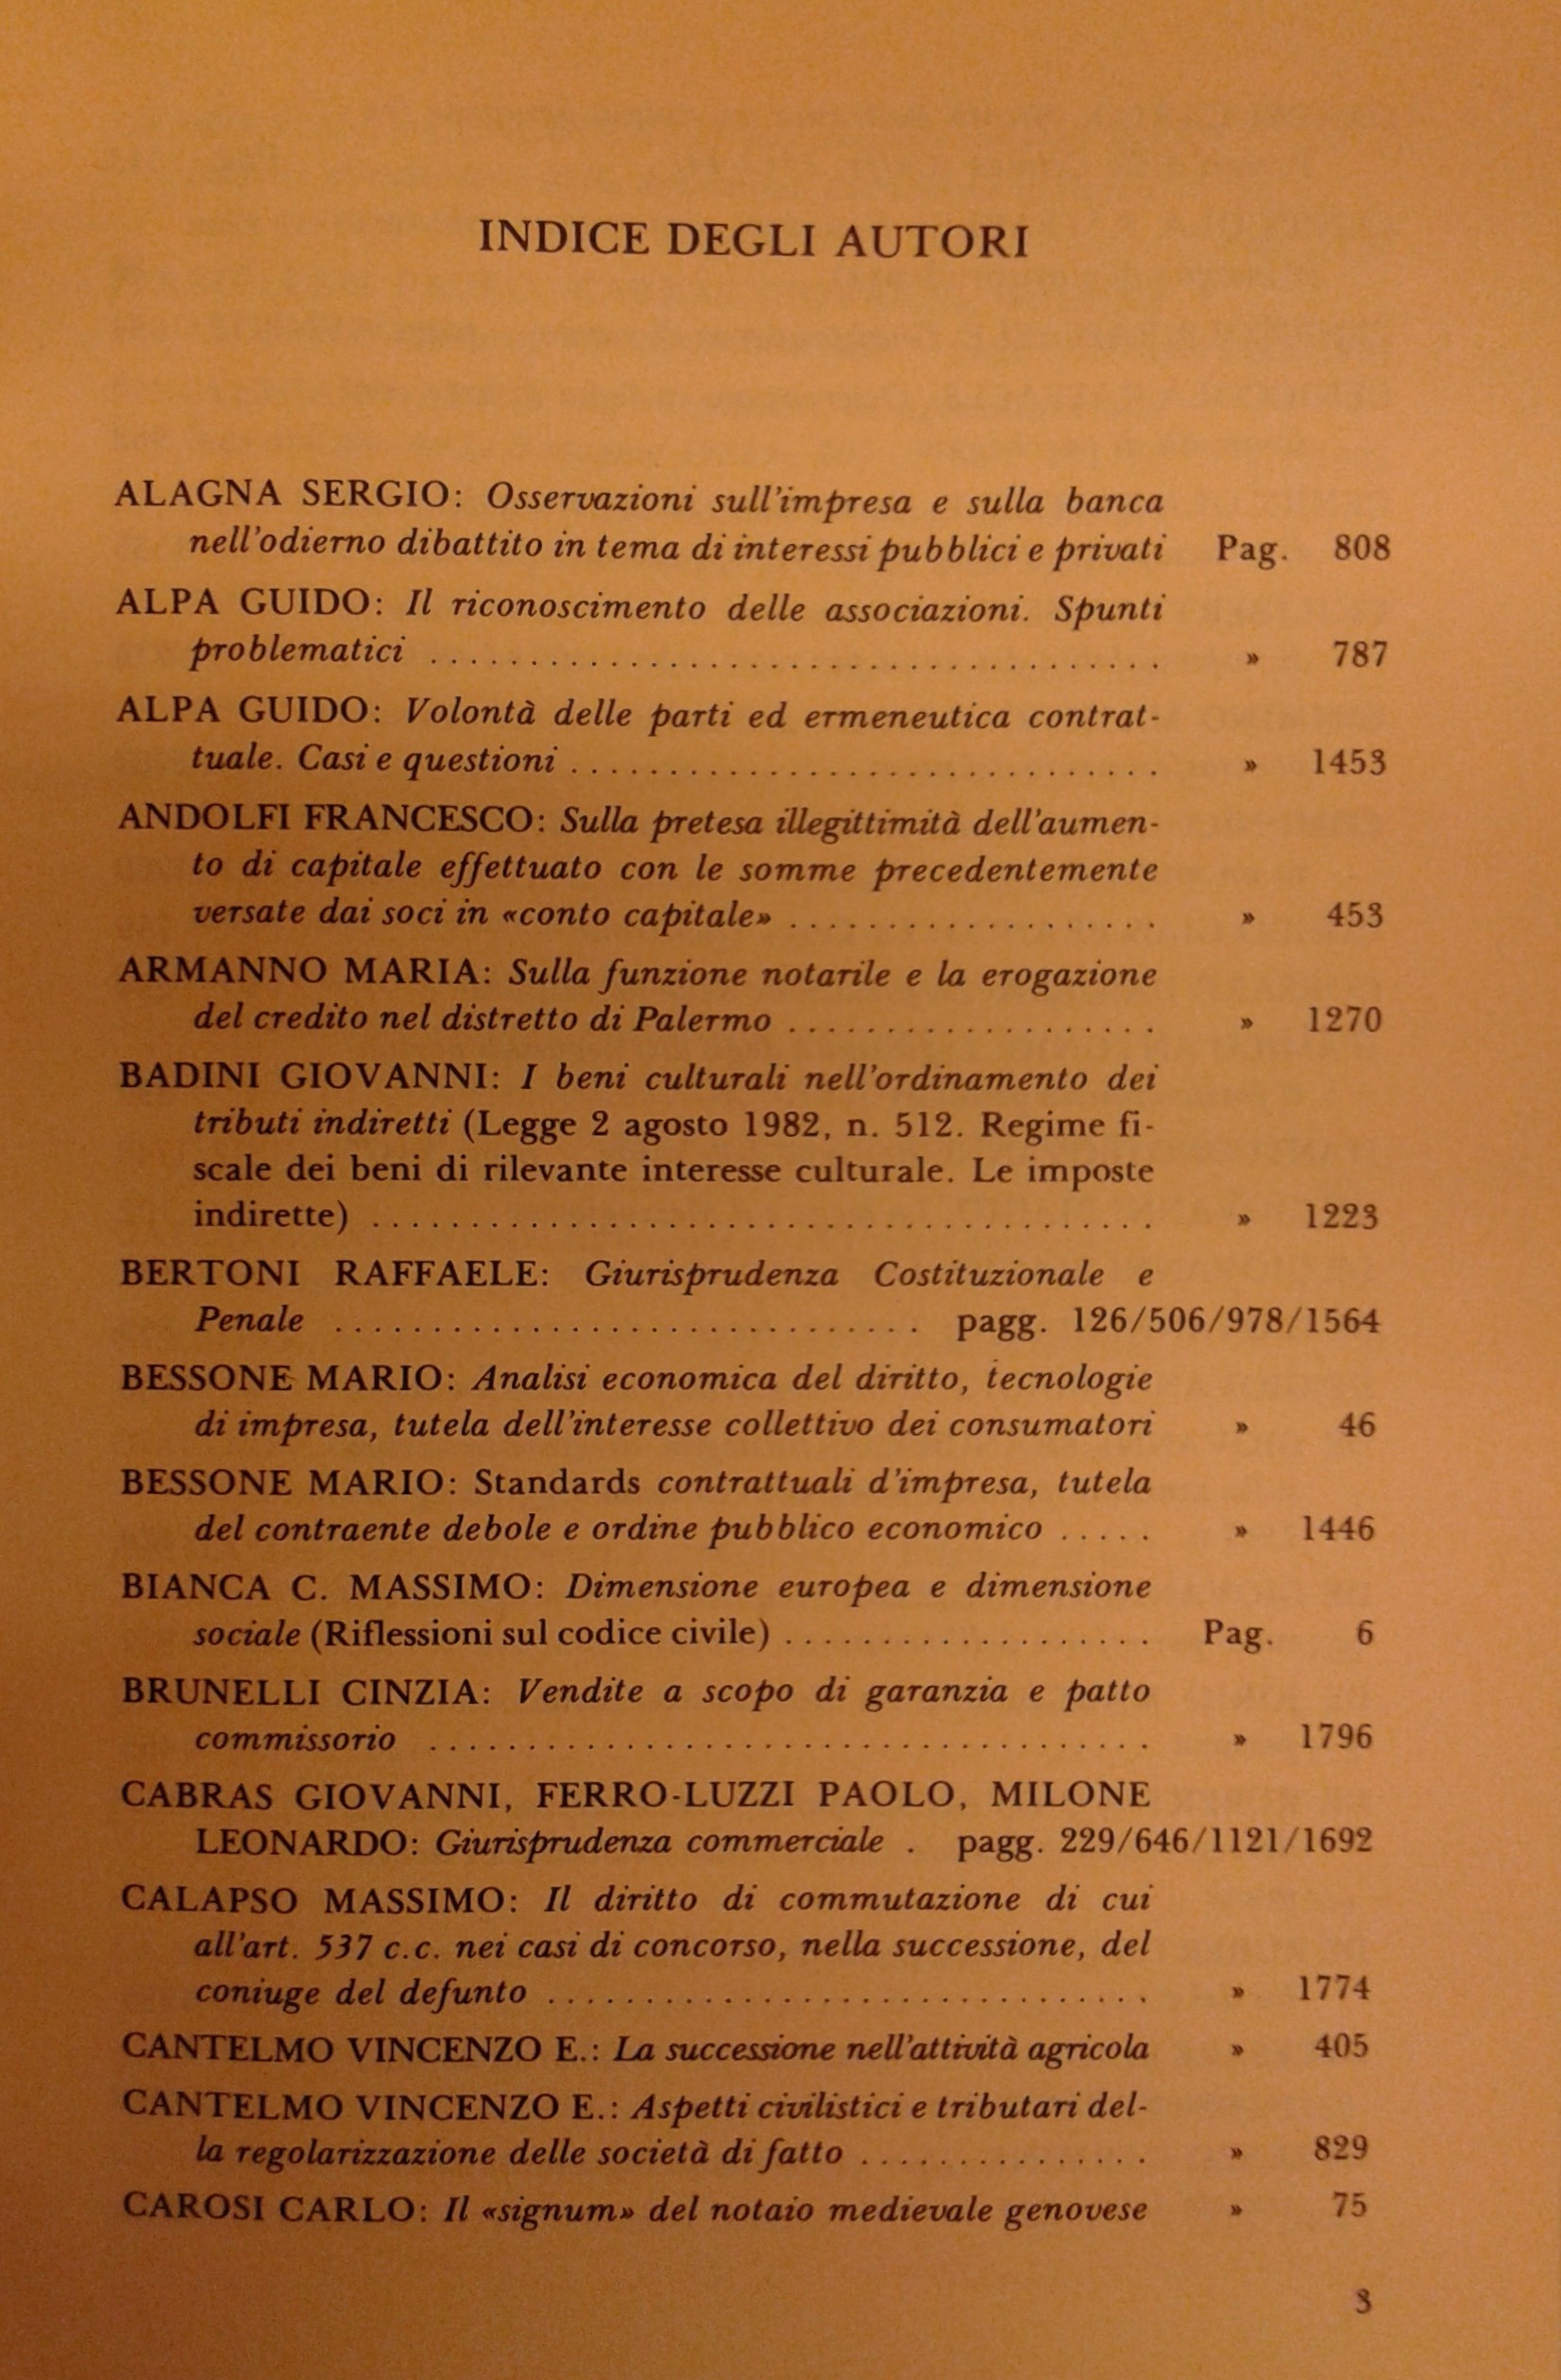 INDICE DEGLI AUTORI
ALAGNA SERGIO: Osservazioni sull'impresa e sulla banca
nell'odierno dibattito in tema di interessi pubblici e privati Pag. 808
ALPA GUIDO: Il riconoscimento delle associazioni. Spunti
problematici ..................................... » 787
ALPA GUIDO: Volontà delle parti ed ermeneutica contrat-
tuale. Casi e questioni .............................. » 1453
ANDOLFI FRANCESCO: Sulla pretesa illegittimità dell'aumen-
to di capitale effettuato con le somme precedentemente
versate dai soci in «conto capitale» ................... » 453
ARMANNO MARIA: Sulla funzione notarile e la erogazione
del credito nel distretto di Palermo ................... » 1270
BADINI GIOVANNI: I beni culturali nell'ordinamento dei
tributi indiretti (Legge 2 agosto 1982, n. 512. Regime fi-
scale dei beni di rilevante interesse culturale. Le imposte
indirette) ........................................ » 1223
BERTONI RAFFAELE: Giurisprudenza Costituzionale e
Penale .............................. pagg. 126/506/978/1564
BESSONE MARIO: Analisi economica del diritto, tecnologie
di impresa, tutela dell'interesse collettivo dei consumatori » 46
BESSONE MARIO: Standards contrattuali d'impresa, tutela
del contraente debole e ordine pubblico economico ..... » 1446
BIANCA C. MASSIMO: Dimensione europea e dimensione
sociale (Riflessioni sul codice civile) ................... Pag. 6
BRUNELLI CINZIA: Vendite a scopo di garanzia e patto
commissorio ..................................... » 1796
CABRAS GIOVANNI, FERRO-LUZZI PAOLO, MILONE
LEONARDO: Giurisprudenza commerciale . pagg. 229/646/1121/1692
CALAPSO MASSIMO: Il diritto di commutazione di cui
all'art. 537 c.c. nei casi di concorso, nella successione, del
coniuge del defunto ............................... » 1774
CANTELMO VINCENZO E.: La successione nell'attività agricola » 405
CANTELMO VINCENZO E.: Aspetti civilistici e tributari del-
la regolarizzazione delle società di fatto ............... » 829
CAROSI CARLO: Il «signum» del notaio medievale genovese » 75
3